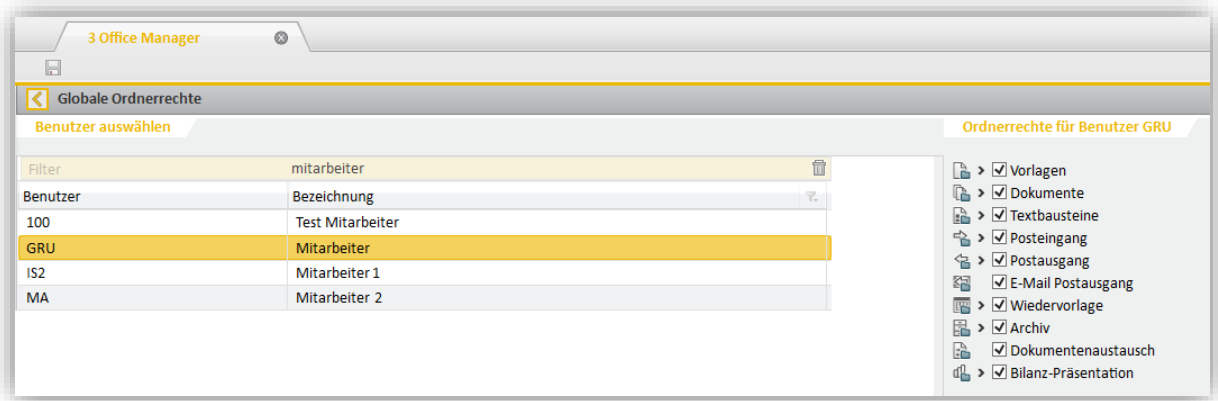 3 Office Manager
Globale Ordnerrechte
Benutzer auswählen
Filter mitarbeiter
Benutzer Bezeichnung
100 Test Mitarbeiter
GRU Mitarbeiter
IS2 Mitarbeiter 1
MA Mitarbeiter 2
Ordnerrechte für Benutzer GRU
Vorlagen
Dokumente
Textbausteine
Posteingang
Postausgang
E-Mail Postausgang
Wiedervorlage
Archiv
Dokumentenaustausch
Bilanz-Präsentation